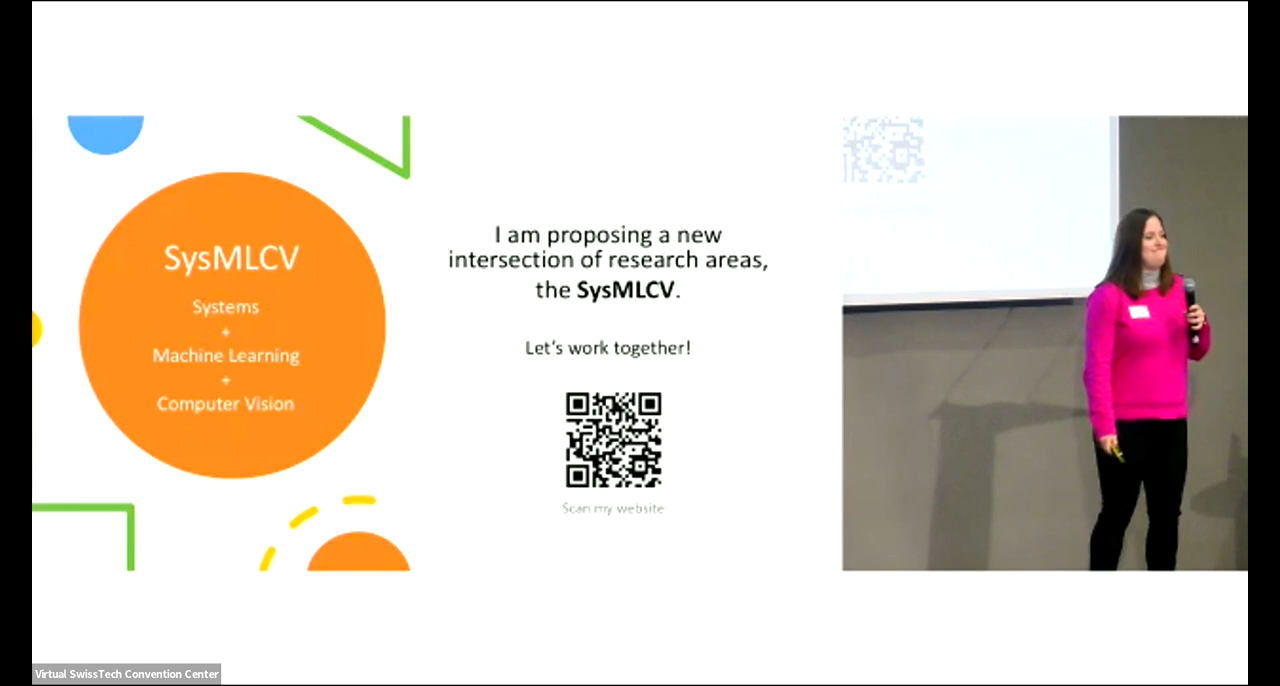 SysMLCV
Systems
+
Machine Learning
+
Computer Vision
I am proposing a new
intersection of research areas,
the SysMLCV.
Let's work together!
Scan my website
Virtual SwissTech Convention Center